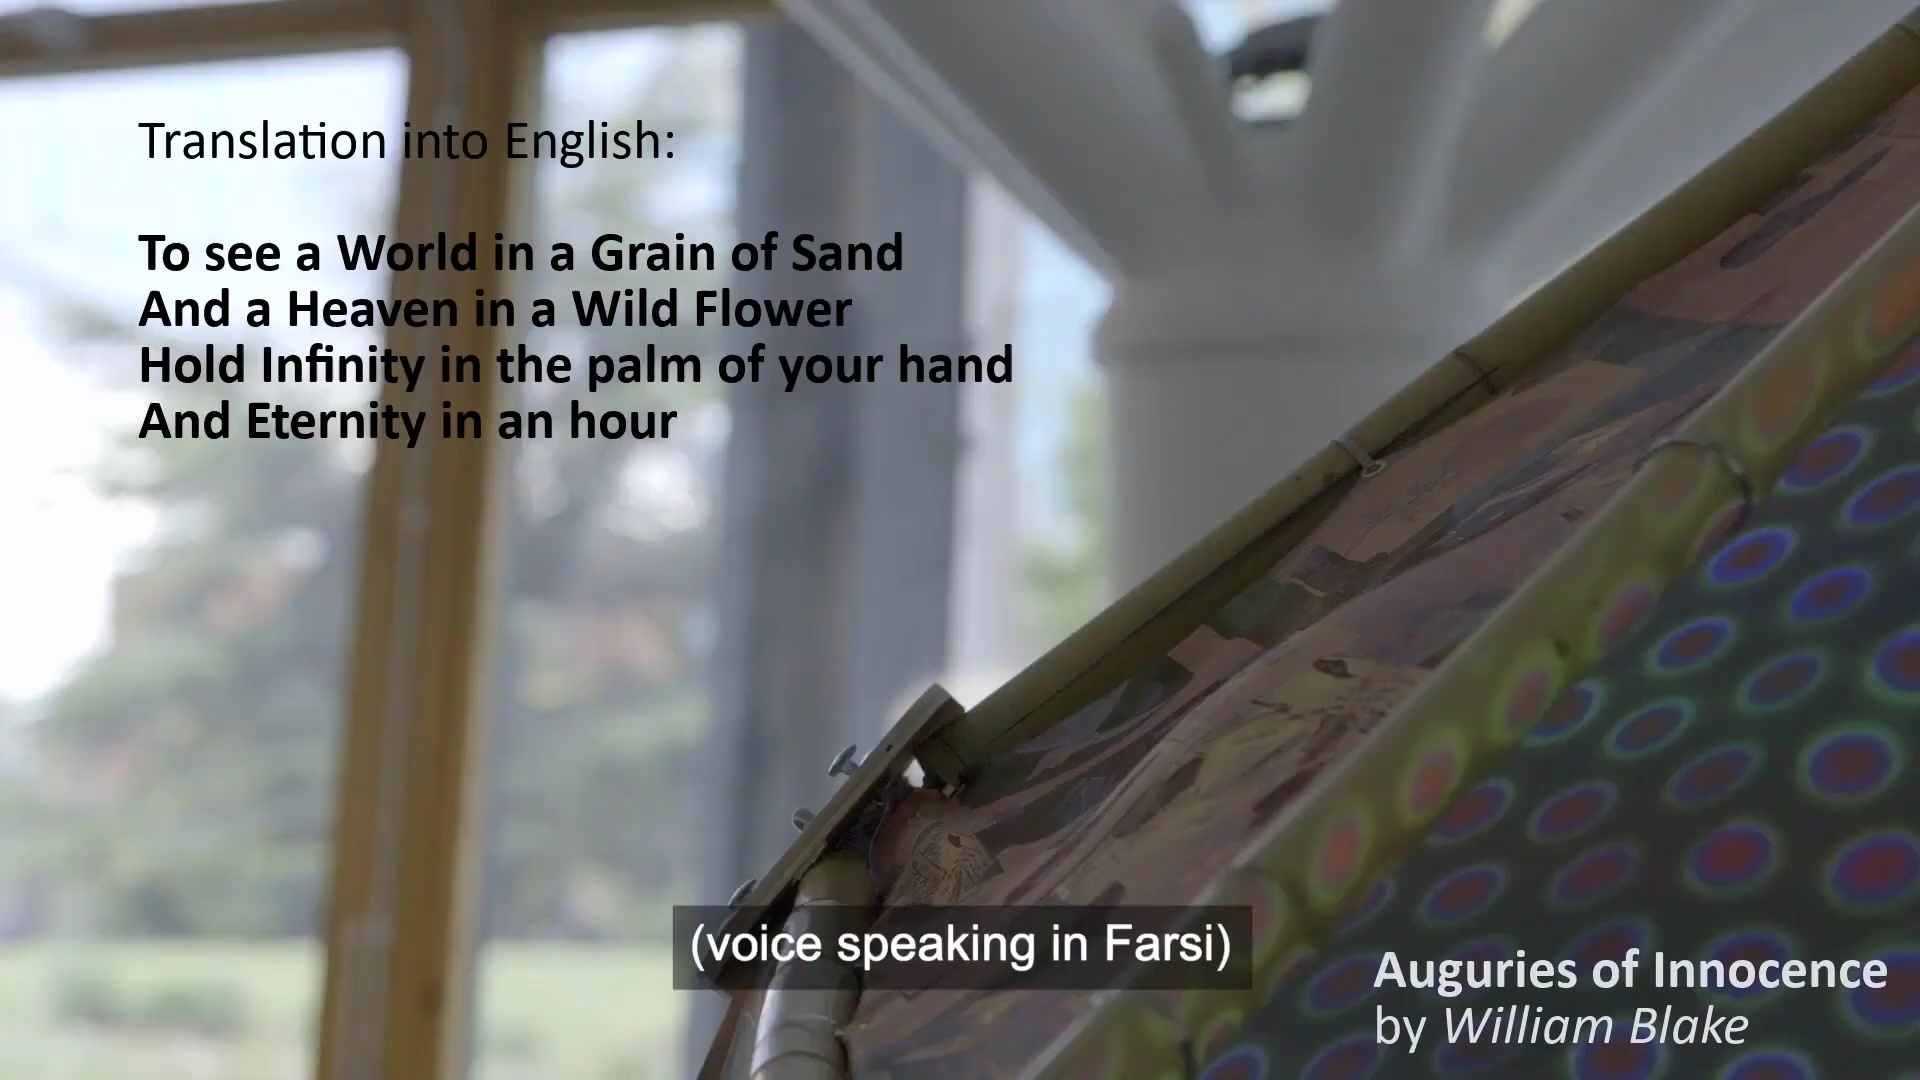 Translation into English:
To see a World in a Grain of Sand
And a Heaven in a Wild Flower
Hold Infinity in the palm of your hand
And Eternity in an hour
(voice speaking in Farsi)
Auguries of Innocence
by William Blake